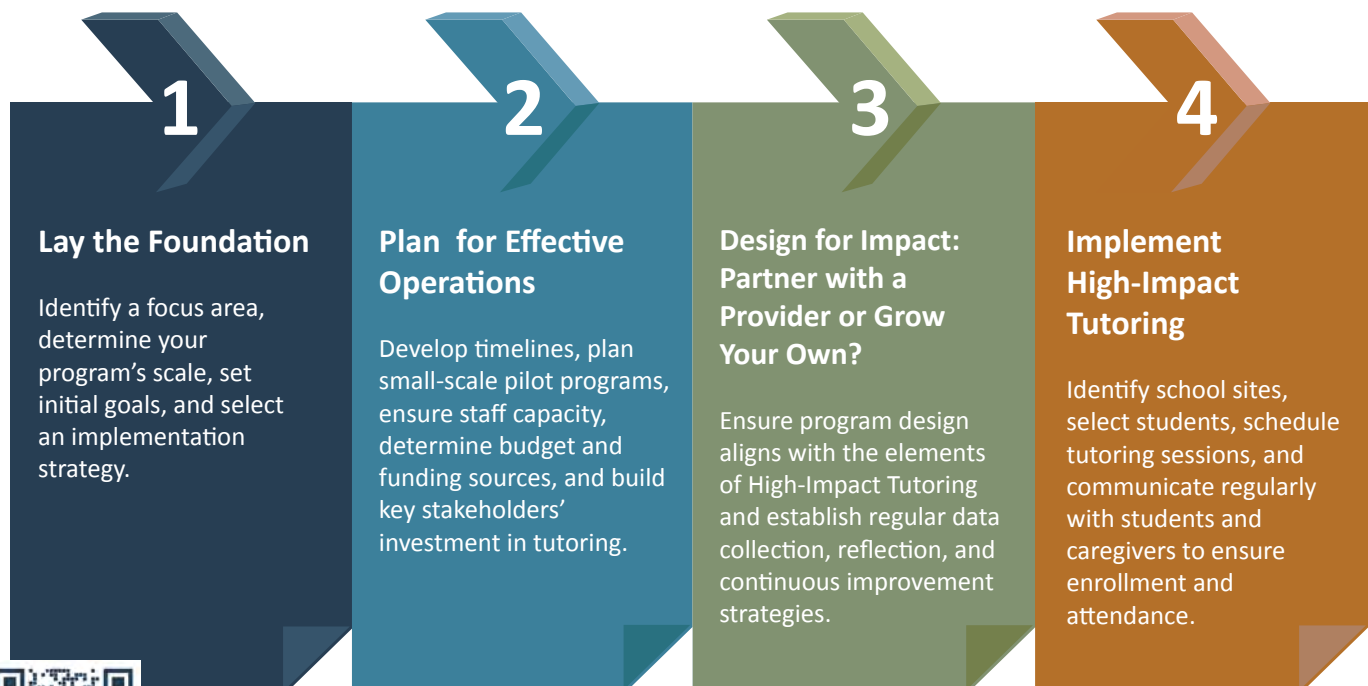 1
Lay the Foundation
Identify a focus area,
determine your
program's scale, set
initial goals, and select
an implementation
strategy.
2
Plan for Effective
Operations
Develop timelines, plan
small-scale pilot programs,
ensure staff capacity,
determine budget and
funding sources, and build
key stakeholders'
investment in tutoring.
3
Design for Impact:
Partner with a
Provider or Grow
Your Own?
Ensure program design
aligns with the elements
of High-Impact Tutoring
and establish regular data
collection, reflection, and
continuous improvement
strategies.
4
Implement
High-Impact
Tutoring
Identify school sites,
select students, schedule
tutoring sessions, and
communicate regularly
with students and
caregivers to ensure
enrollment and
attendance.